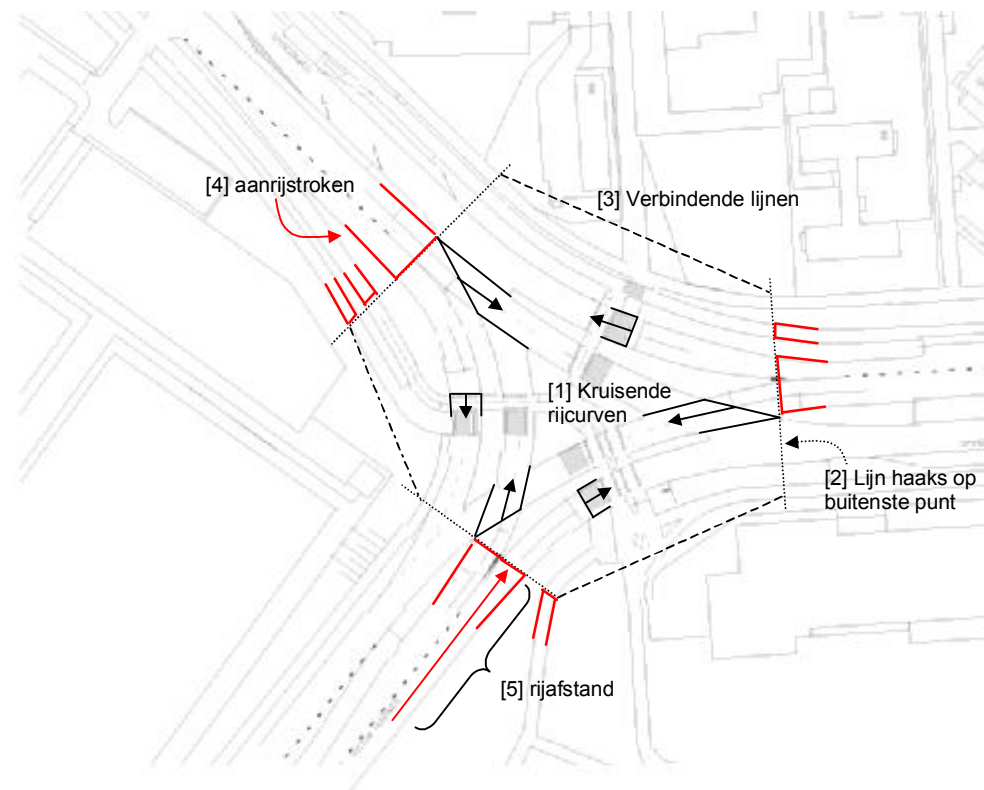 [4] aanrijstroken
[3] Verbindende lijnen
[1] Kruisende
rijcurven
[2] Lijn haaks op
buitenste punt
[5] rijafstand